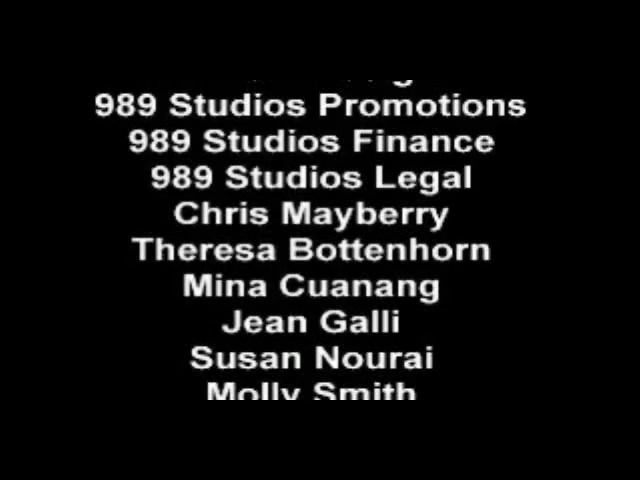 989 Studios Promotions
989 Studios Finance
989 Studios Legal
Chris Mayberry
Theresa Bottenhorn
Mina Cuanang
Jean Galli
Susan Nourai
Molly Smith